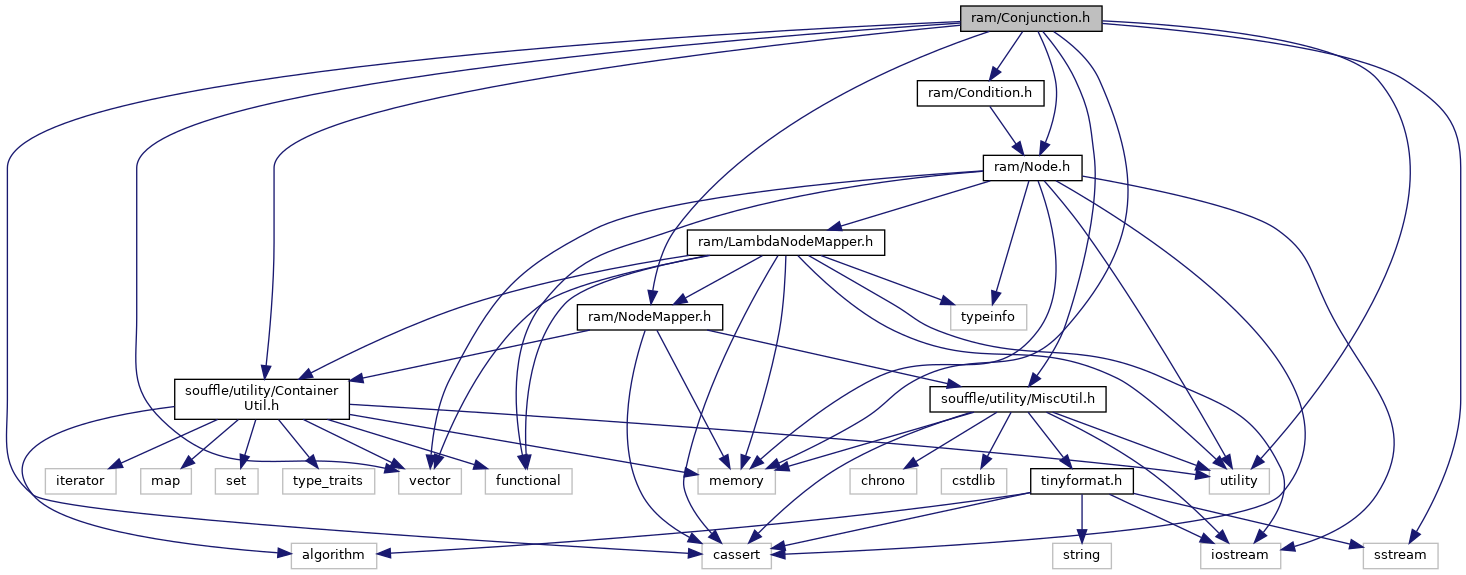 ram/Conjunction.h
ram/Condition.h
ram/Node.h
ram/LambdaNodeMapper.h
ram/NodeMapper.h
typeinfo
souffle/utility/Container
Util.h
souffle/utility/MiscUtil.h
iterator
map
set
type_traits
vector
functional
memory
chrono
cstdlib
tinyformat.h
utility
algorithm
cassert
string
iostream
sstream